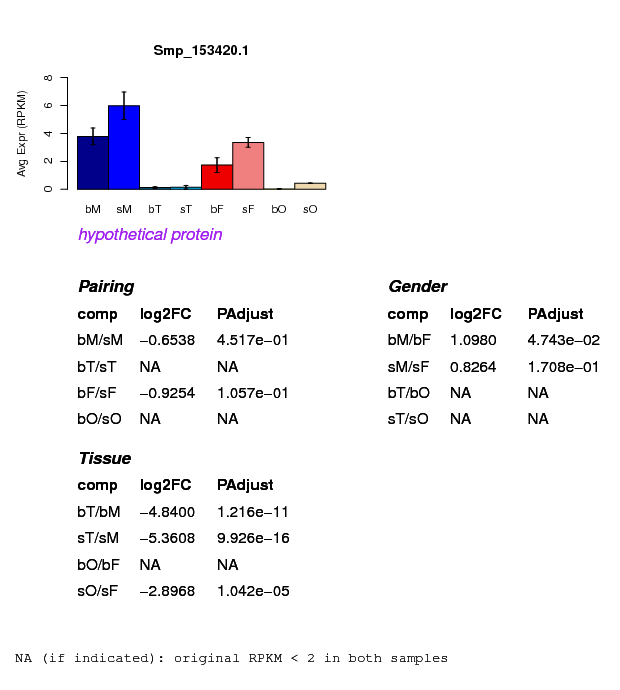 Smp_153420.1
Avg Expr (RPKM)
8
6
4
2
0
bM sM bT sT bF sF bO sO
hypothetical protein
Pairing
comp log2FC PAdjust
bM/sM −0.6538 4.517e−01
bT/sT NA NA
bF/sF −0.9254 1.057e−01
bO/sO NA NA
Gender
comp log2FC PAdjust
bM/bF 1.0980 4.743e−02
sM/sF 0.8264 1.708e−01
bT/bO NA NA
sT/sO NA NA
Tissue
comp log2FC PAdjust
bT/bM −4.8400 1.216e−11
sT/sM −5.3608 9.926e−16
bO/bF NA NA
sO/sF −2.8968 1.042e−05
NA (if indicated): original RPKM < 2 in both samples